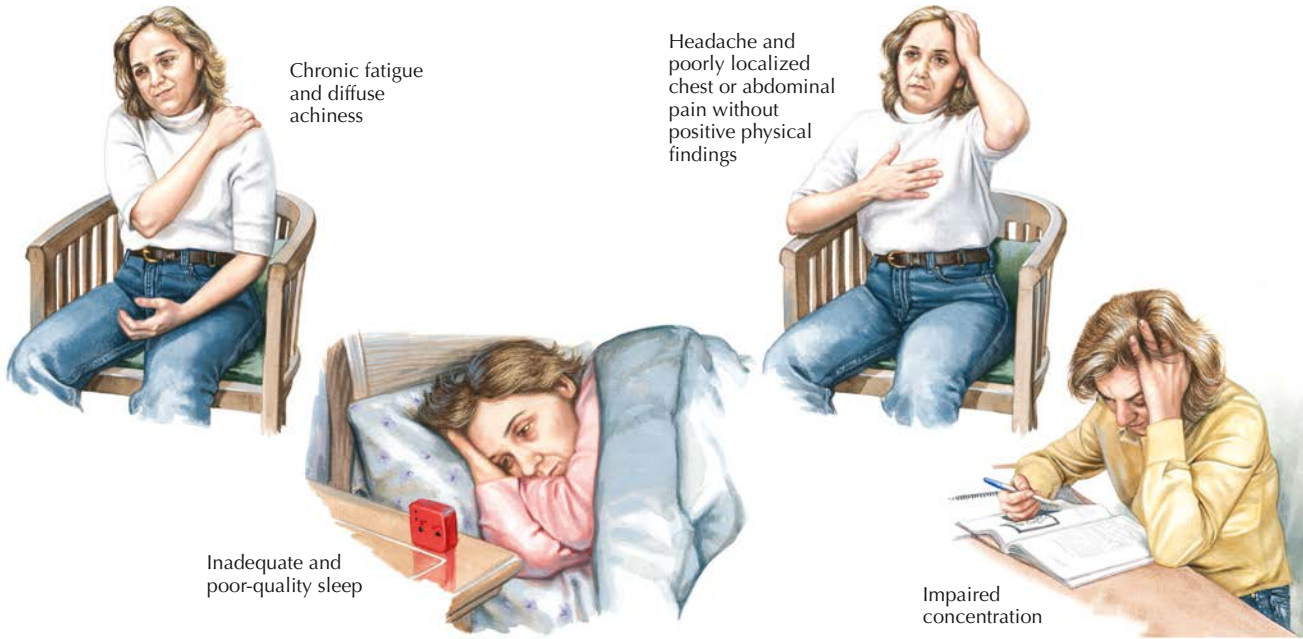 Chronic fatigue
and diffuse
achiness
Headache and
poorly localized
chest or abdominal
pain without
positive physical
findings
Inadequate and
poor-quality sleep
Impaired
concentration